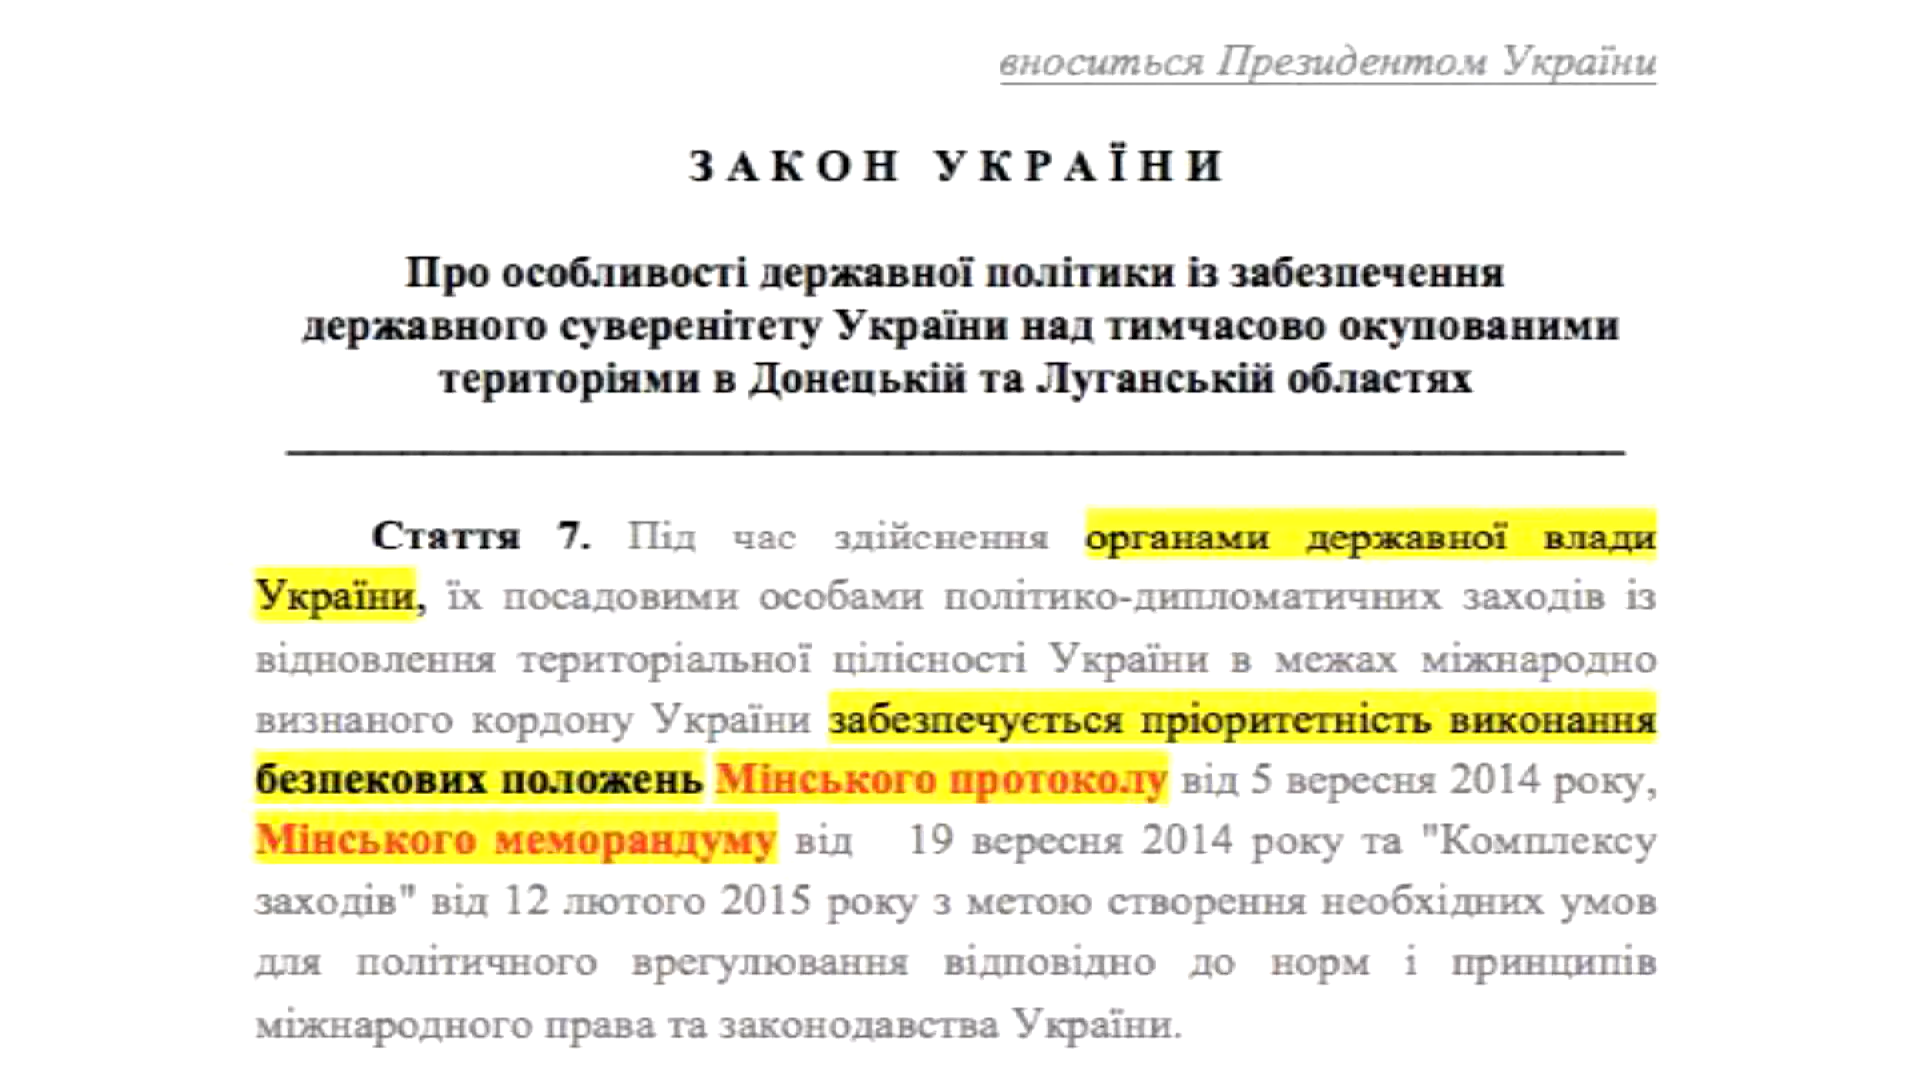 вноситься Президентом України
ЗАКОН УКРАЇНИ
Про особливості державної політики із забезпечення
державного суверенітету України над тимчасово окупованими
територіями в Донецькій та Луганській областях
Стаття 7. Під час здійснення органами державної влади
України, їх посадовими особами політико-дипломатичних заходів із
відновлення територіальної цілісності України в межах міжнародно
визнаного кордону України забезпечується пріоритетність виконання
безпекових положень Мінського протоколу від 5 вересня 2014 року,
Мінського меморандуму від 19 вересня 2014 року та "Комплексу
заходів" від 12 лютого 2015 року з метою створення необхідних умов
для політичного врегулювання відповідно до норм і принципів
міжнародного права та законодавства України.